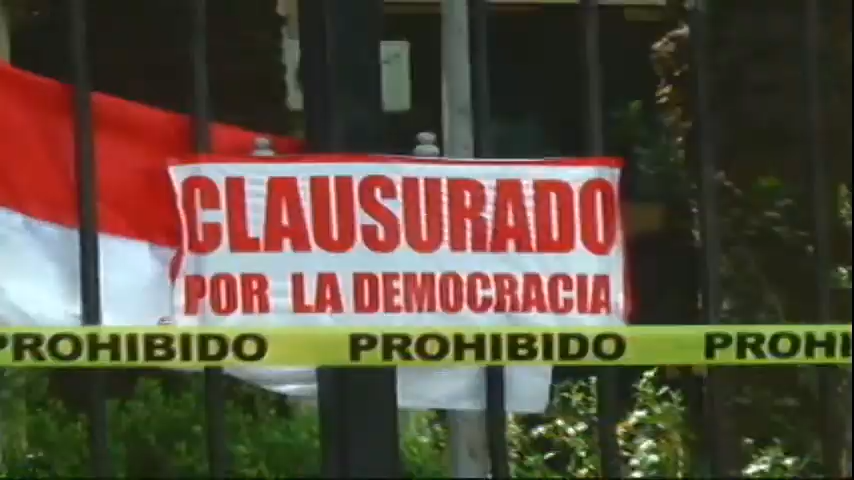 CLAUSURADO
POR LA DEMOCRACIA
PROHIBIDO PROHIBIDO PROHI